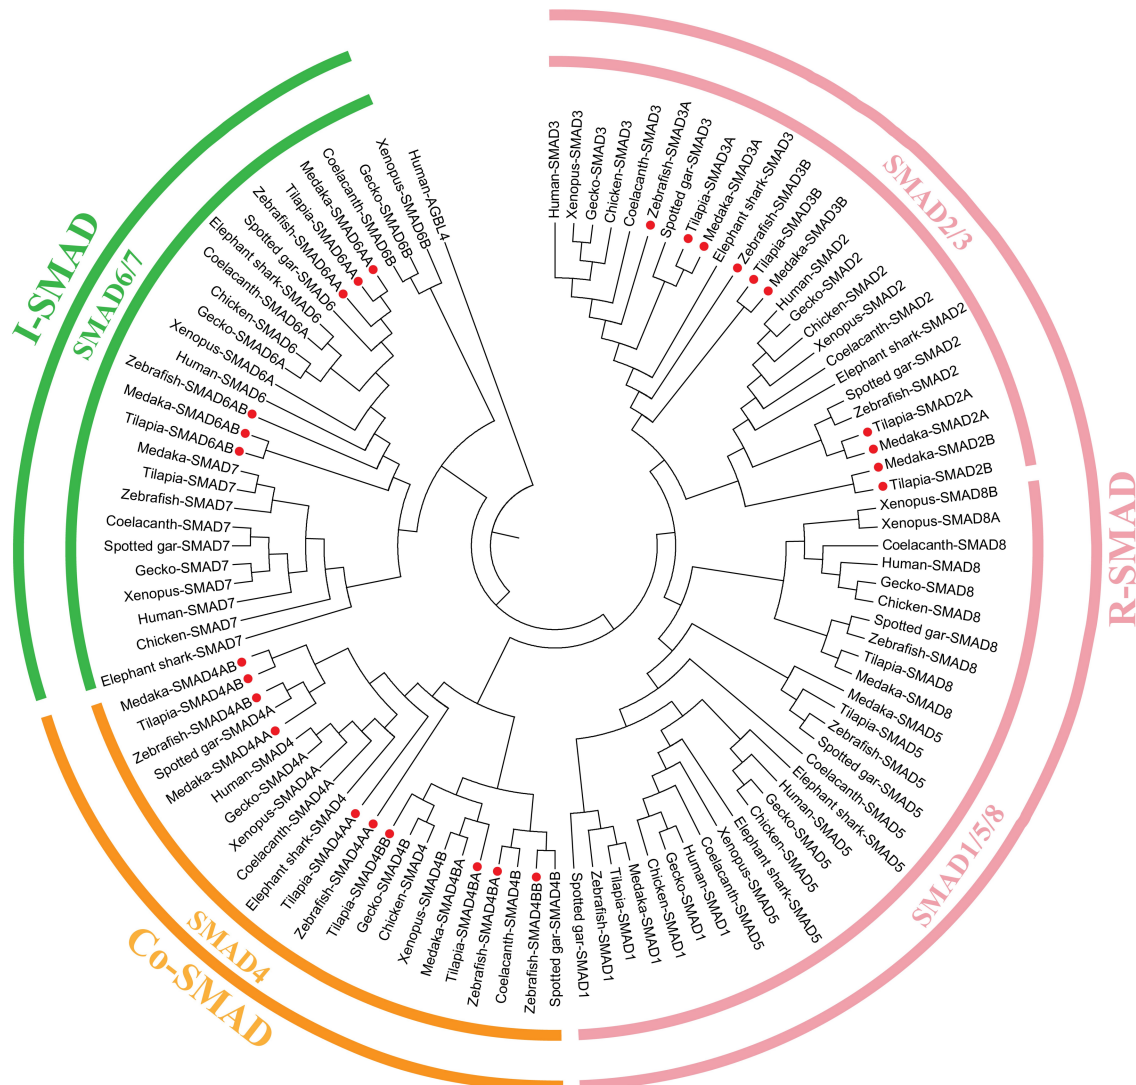 Human-SMAD3
Xenopus-SMAD3
Gecko-SMAD3
Chicken-SMAD3
Coelacanth-SMAD3
Zebrafish-SMAD3A
Spotted gar-SMAD3
Tilapia-SMAD3A
Medaka-SMAD3A
Elephant shark-SMAD3
Zebrafish-SMAD3B
Tilapia-SMAD3B
Medaka-SMAD3B
Human-SMAD2
Gecko-SMAD2
Chicken-SMAD2
Xenopus-SMAD2
Coelacanth-SMAD2
Elephant shark-SMAD2
Spotted gar-SMAD2
Zebrafish-SMAD2
Tilapia-SMAD2A
Medaka-SMAD2A
Medaka-SMAD2B
Tilapia-SMAD2B
Xenopus-SMAD8B
Xenopus-SMAD8A
Coelacanth-SMAD8
Human-SMAD8
Gecko-SMAD8
Chicken-SMAD8
Spotted gar-SMAD8
Zebrafish-SMAD8
Tilapia-SMAD8
Medaka-SMAD8
Medaka-SMAD5
Tilapia-SMAD5
Zebrafish-SMAD5
Spotted gar-SMAD5
Coelacanth-SMAD5
Elephant shark-SMAD5
Human-SMAD5
Gecko-SMAD5
Chicken-SMAD5
Elephant shark-SMAD5
Xenopus-SMAD5
Coelacanth-SMAD5
Human-SMAD1
Gecko-SMAD1
Chicken-SMAD1
Medaka-SMAD1
Tilapia-SMAD1
Zebrafish-SMAD1
Spotted gar-SMAD1
Spotted gar-SMAD4B
Zebrafish-SMAD4BB
Coelacanth-SMAD4B
Zebrafish-SMAD4BA
Tilapia-SMAD4BA
Medaka-SMAD4BA
Xenopus-SMAD4B
Chicken-SMAD4
Gecko-SMAD4B
Tilapia-SMAD4BB
Zebrafish-SMAD4AA
Tilapia-SMAD4AA
Elephant shark-SMAD4
Coelacanth-SMAD4A
Xenopus-SMAD4A
Gecko-SMAD4A
Human-SMAD4
Medaka-SMAD4AA
Spotted gar-SMAD4A
Zebrafish-SMAD4AB
Tilapia-SMAD4AB
Medaka-SMAD4AB
Elephant shark-SMAD7
Chicken-SMAD7
Human-SMAD7
Xenopus-SMAD7
Gecko-SMAD7
Spotted gar-SMAD7
Coelacanth-SMAD7
Zebrafish-SMAD7
Tilapia-SMAD7
Medaka-SMAD7
Tilapia-SMAD6AB
Medaka-SMAD6AB
Zebrafish-SMAD6AB
Human-SMAD6
Xenopus-SMAD6A
Gecko-SMAD6A
Chicken-SMAD6
Coelacanth-SMAD6A
Elephant shark-SMAD6
Spotted gar-SMAD6
Zebrafish-SMAD6AA
Tilapia-SMAD6AA
Medaka-SMAD6AA
Coelacanth-SMAD6B
Gecko-SMAD6B
Xenopus-SMAD6B
Human-AGBL4
SMAD2/3
R-SMAD
SMAD1/5/8
SMAD4
Co-SMAD
SMAD6/7
I-SMAD